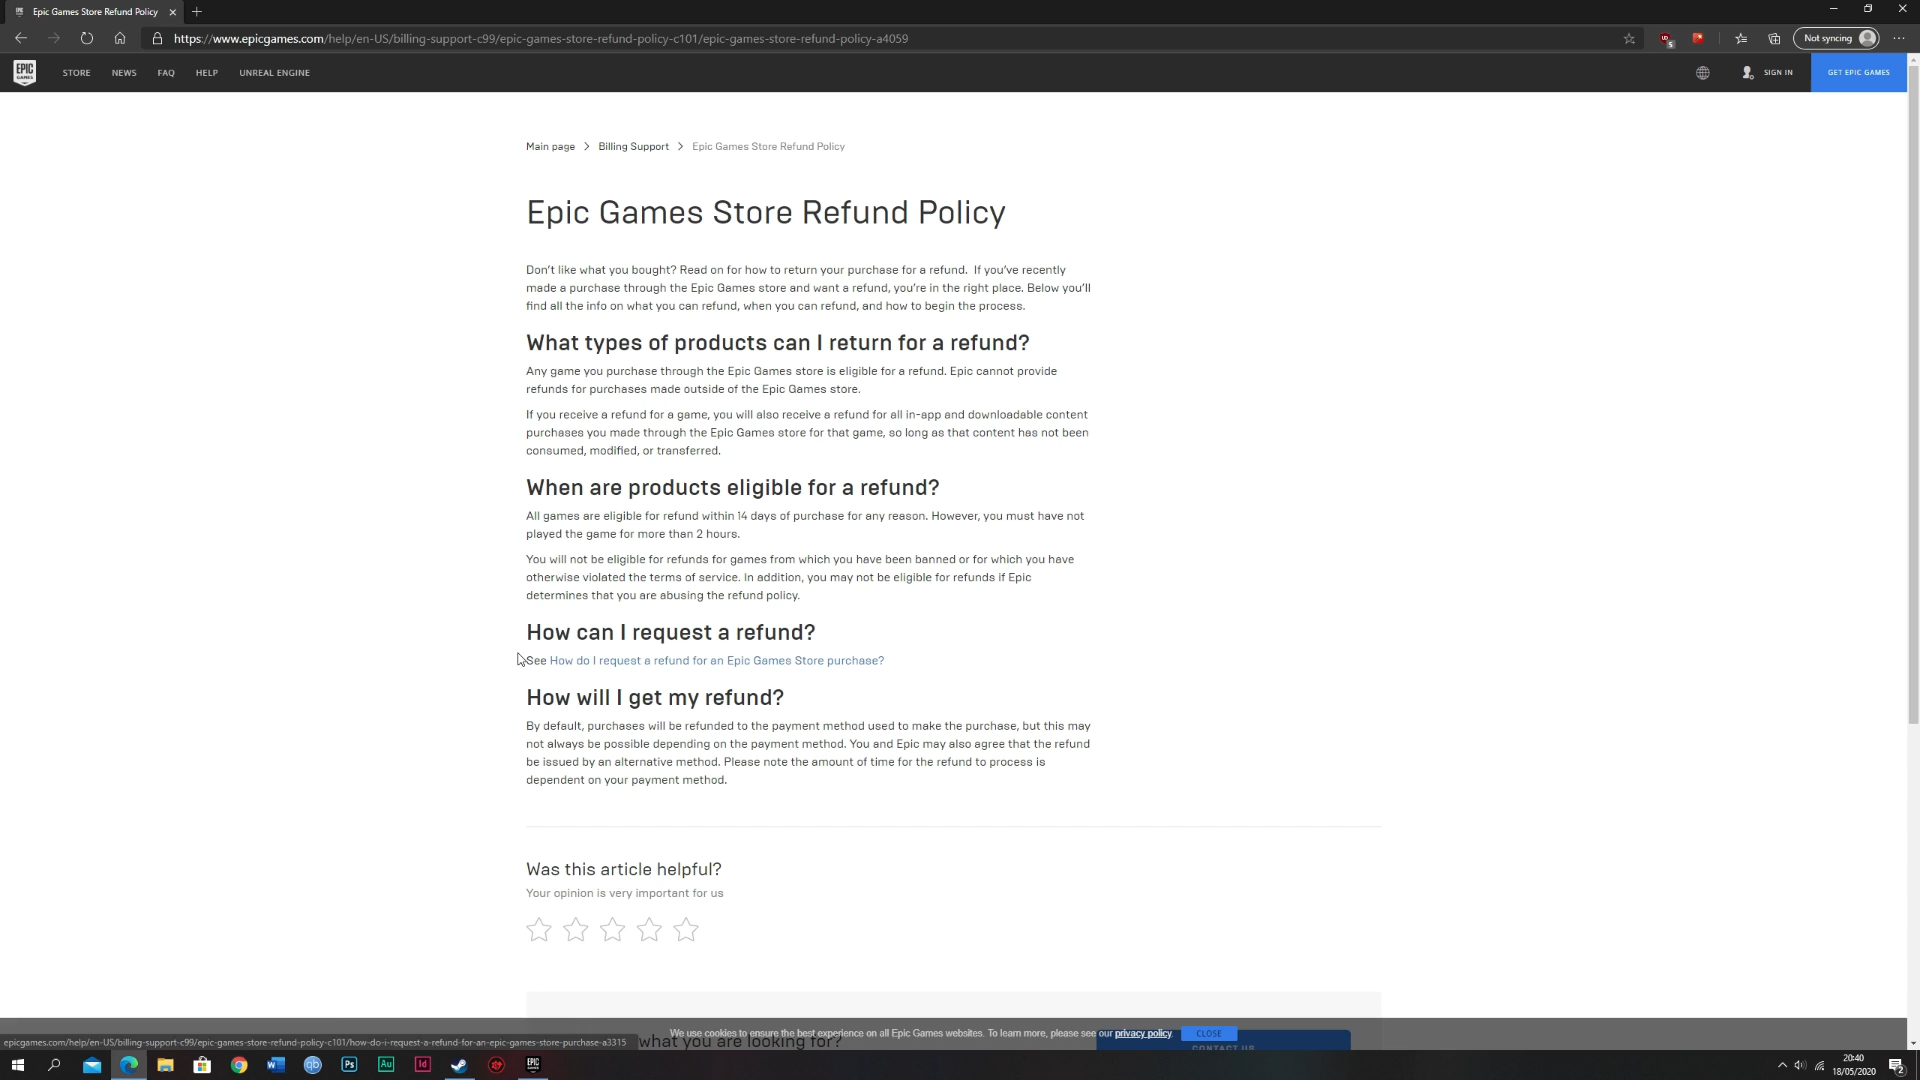 Epic Games Store Refund Policy
https://www.epicgames.com/help/en-US/billing-support-c99/epic-games-store-refund-policy-c101/epic-games-store-refund-policy-a4059
5
Not syncing
EPIC GAMES
STORE
NEWS
FAQ
HELP
UNREAL ENGINE
SIGN IN
GET EPIC GAMES
Main page > Billing Support > Epic Games Store Refund Policy
Epic Games Store Refund Policy
Don't like what you bought? Read on for how to return your purchase for a refund. If you've recently
made a purchase through the Epic Games store and want a refund, you're in the right place. Below you'll
find all the info on what you can refund, when you can refund, and how to begin the process.
What types of products can I return for a refund?
Any game you purchase through the Epic Games store is eligible for a refund. Epic cannot provide
refunds for purchases made outside of the Epic Games store.
If you receive a refund for a game, you will also receive a refund for all in-app and downloadable content
purchases you made through the Epic Games store for that game, so long as that content has not been
consumed, modified, or transferred.
When are products eligible for a refund?
All games are eligible for refund within 14 days of purchase for any reason. However, you must have not
played the game for more than 2 hours.
You will not be eligible for refunds for games from which you have been banned or for which you have
otherwise violated the terms of service. In addition, you may not be eligible for refunds if Epic
determines that you are abusing the refund policy.
How can I request a refund?
See How do I request a refund for an Epic Games Store purchase?
How will I get my refund?
By default, purchases will be refunded to the payment method used to make the purchase, but this may
not always be possible depending on the payment method. You and Epic may also agree that the refund
be issued by an alternative method. Please note the amount of time for the refund to process is
dependent on your payment method.
Was this article helpful?
Your opinion is very important for us
We use cookies to ensure the best experience on all Epic Games websites. To learn more, please see our privacy policy.
CLOSE
what you are looking for?
CONTACT US
epicgames.com/help/en-US/billing-support-c99/epic-games-store-refund-policy-c101/how-do-i-request-a-refund-for-an-epic-games-store-purchase-a3315
qb
Ps
Au
Id
EPIC GAMES
20:40
18/05/2020
2